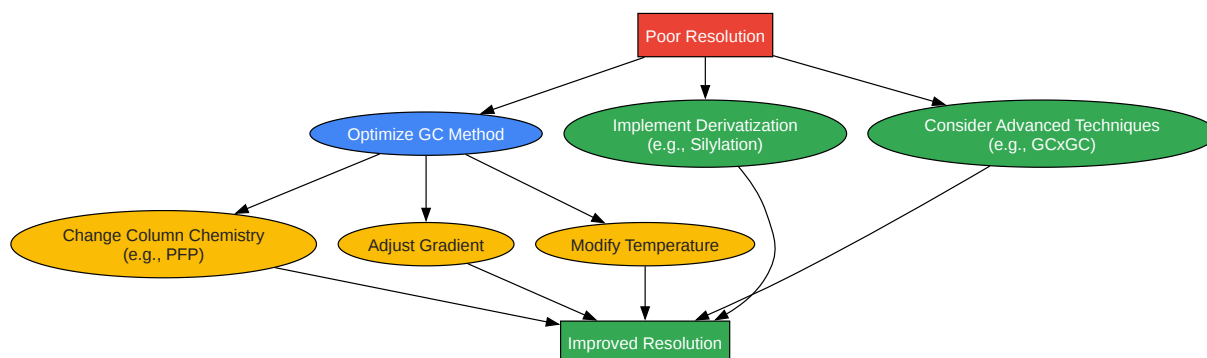 Poor Resolution
Optimize GC Method
Implement Derivatization
(e.g., Silylation)
Consider Advanced Techniques
(e.g., GCxGC)
Change Column Chemistry
(e.g., PFP)
Adjust Gradient
Modify Temperature
Improved Resolution